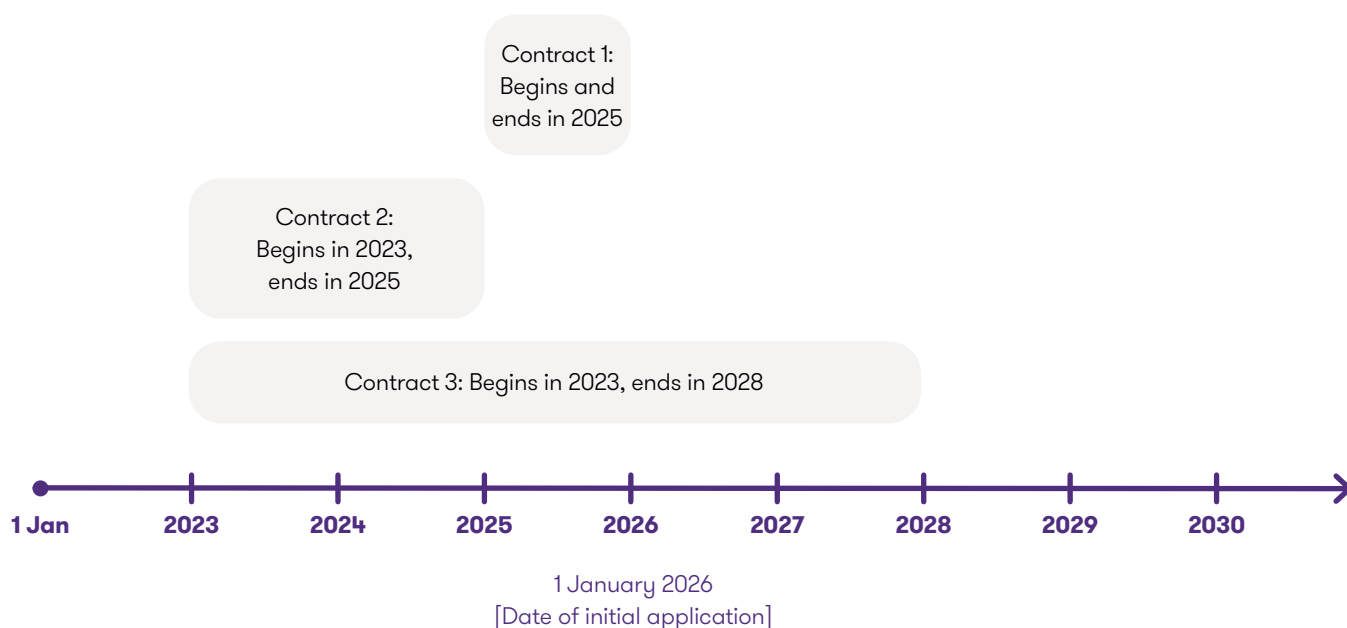 Contract 1:
Begins and
ends in 2025
Contract 2:
Begins in 2023,
ends in 2025
Contract 3: Begins in 2023, ends in 2028
1 Jan 2023 2024 2025 2026 2027 2028 2029 2030
1 January 2026
[Date of initial application]